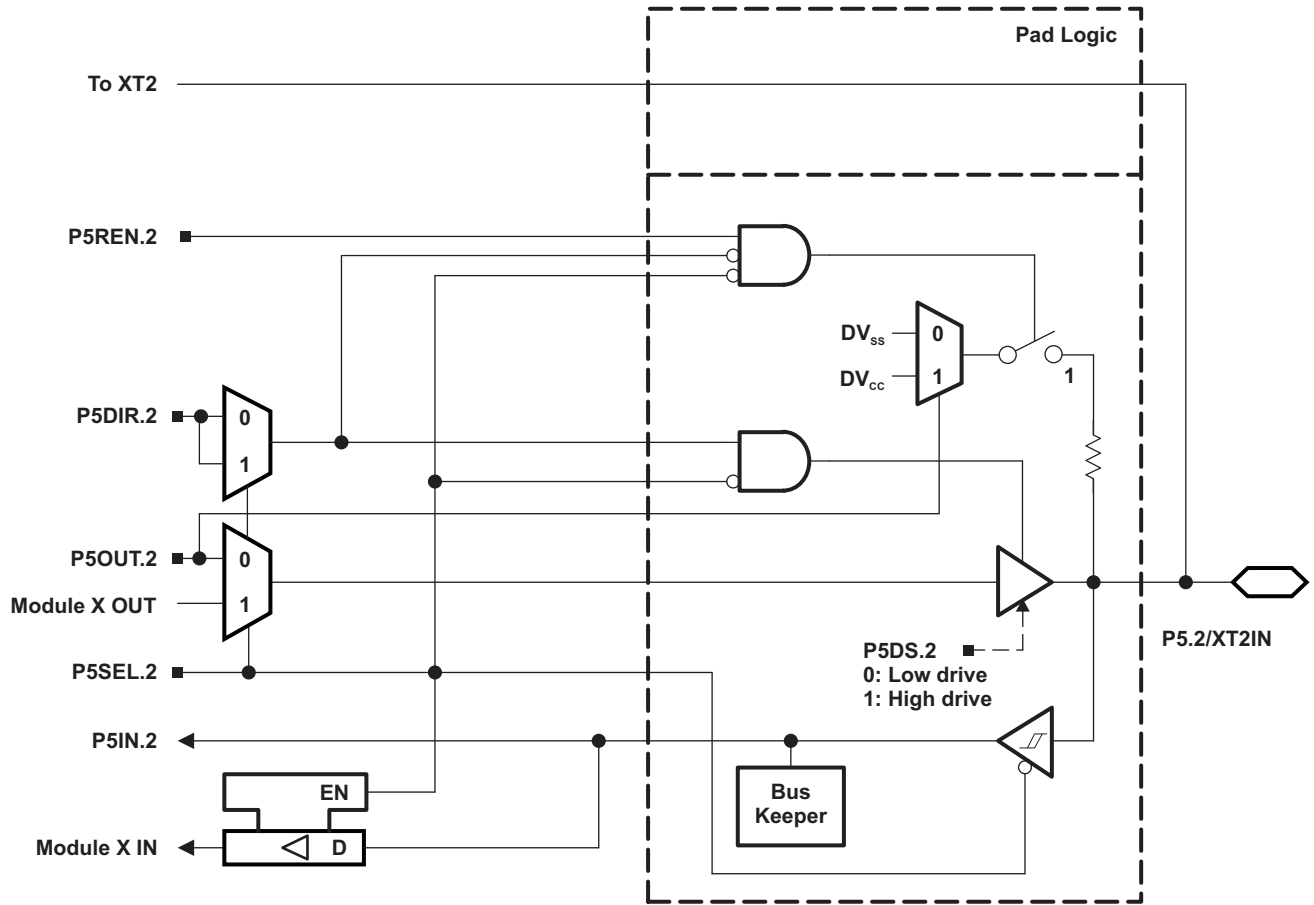 Pad Logic
To XT2
P5REN.2
DVss
0
DVcc
1
1
P5DIR.2
0
1
P5OUT.2
0
Module X OUT
1
P5SEL.2
P5DS.2
0: Low drive
1: High drive
P5.2/XT2IN
P5IN.2
EN
Bus
Keeper
Module X IN
D